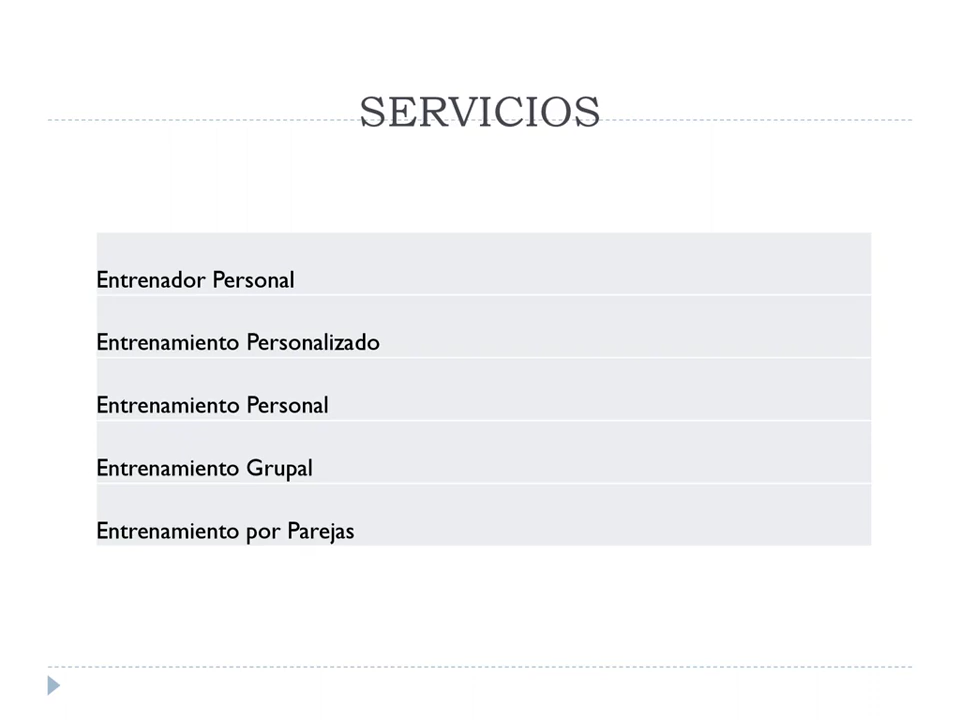 SERVICIOS
Entrenador Personal
Entrenamiento Personalizado
Entrenamiento Personal
Entrenamiento Grupal
Entrenamiento por Parejas